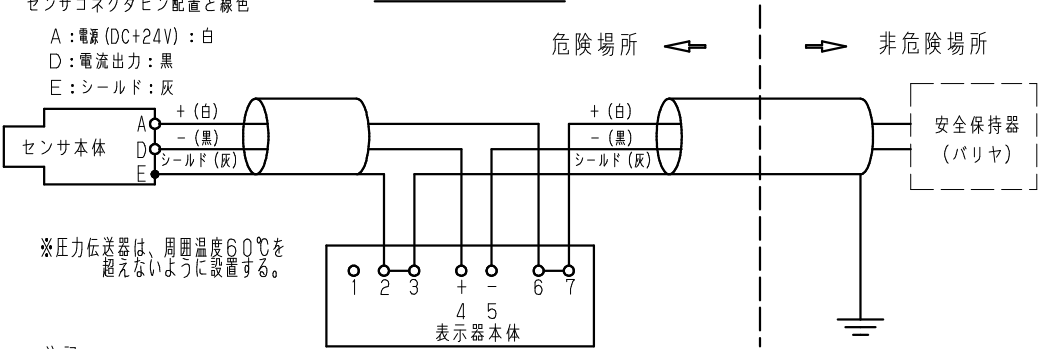 センサコネクタピン配置と線色
A：電源(DC+24V)：白
D：電流出力：黒
E：シールド：灰
危険場所
非危険場所
センサ本体
A
D
E
+(白)
-(黒)
シールド(灰)
+(白)
-(黒)
シールド(灰)
安全保持器
(バリヤ)
※圧力伝送器は、周囲温度60℃を
超えないように設置する。
1 2 3 + - 6 7
4 5
表示器本体